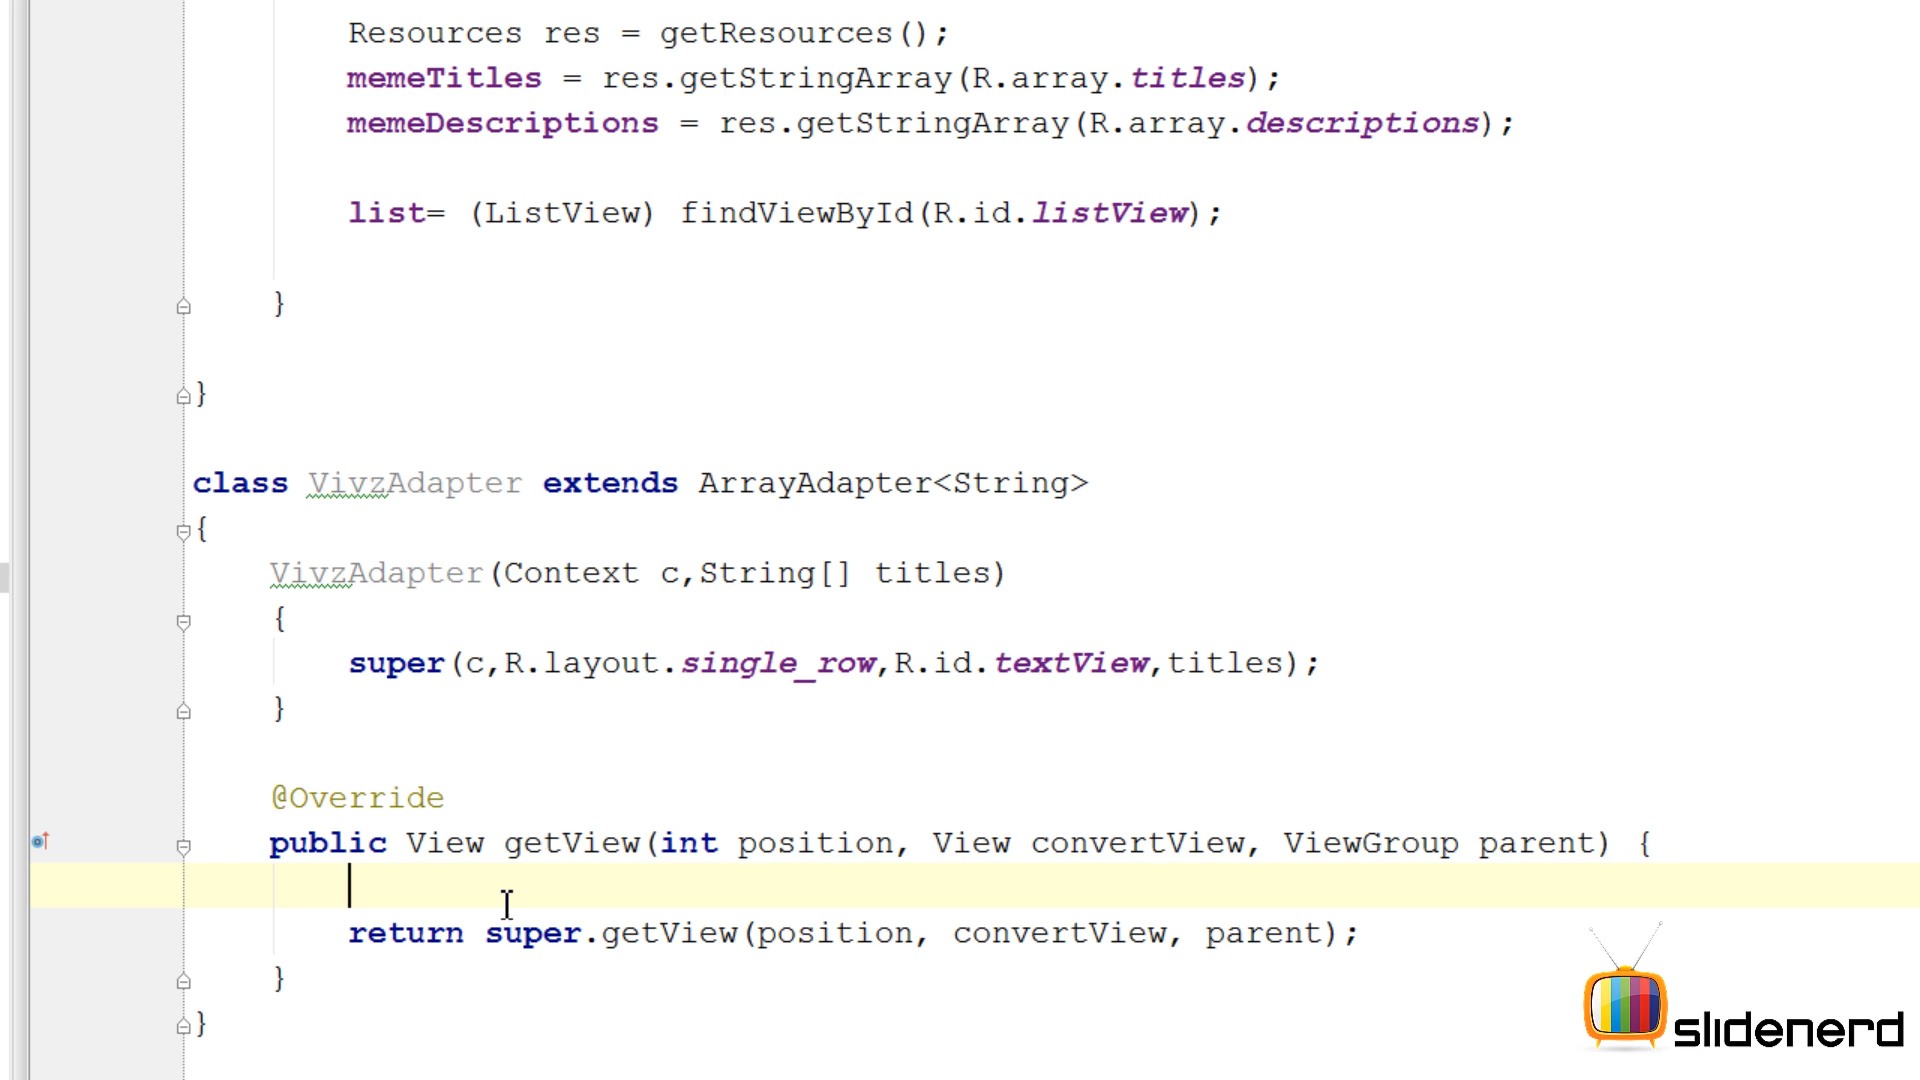 Resources res = getResources();
memeTitles = res.getStringArray(R.array.titles);
memeDescriptions = res.getStringArray(R.array.descriptions);
list= (ListView) findViewById(R.id.listView);
}
}
class VivzAdapter extends ArrayAdapter<String>
{
VivzAdapter(Context c,String[] titles)
{
super(c,R.layout.single_row,R.id.textView,titles);
}
@Override
public View getView(int position, View convertView, ViewGroup parent) {
return super.getView(position, convertView, parent);
}
}
slidenerd